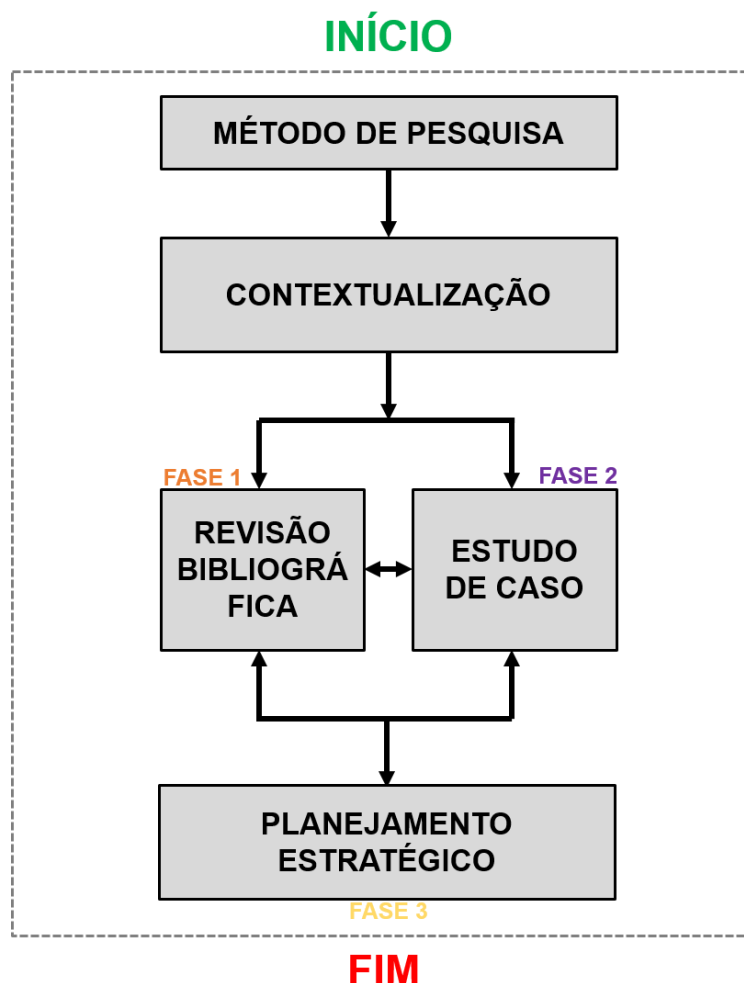 INÍCIO
MÉTODO DE PESQUISA
CONTEXTUALIZAÇÃO
FASE 1
REVISÃO
BIBLIOGRÁ
FICA
FASE 2
ESTUDO
DE CASO
PLANEJAMENTO
ESTRATÉGICO
FASE 3
FIM